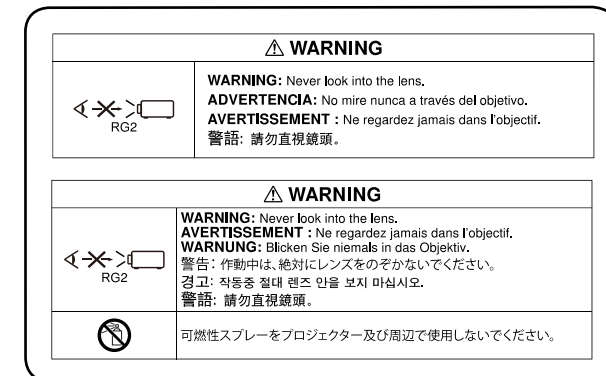 ⚠ WARNING
RG2
WARNING: Never look into the lens.
ADVERTENCIA: No mire nunca a través del objetivo.
AVERTISSEMENT : Ne regardez jamais dans l'objectif.
警語: 請勿直視鏡頭。
⚠ WARNING
RG2
WARNING: Never look into the lens.
AVERTISSEMENT : Ne regardez jamais dans l'objectif.
WARNUNG: Blicken Sie niemals in das Objektiv.
警告: 作動中は、絶対にレンズをのぞかないでください。
경고: 작동중 절대 렌즈 안을 보지 마십시오.
警語: 請勿直視鏡頭。
可燃性スプレーをプロジェクター及び周辺で使用しないでください。